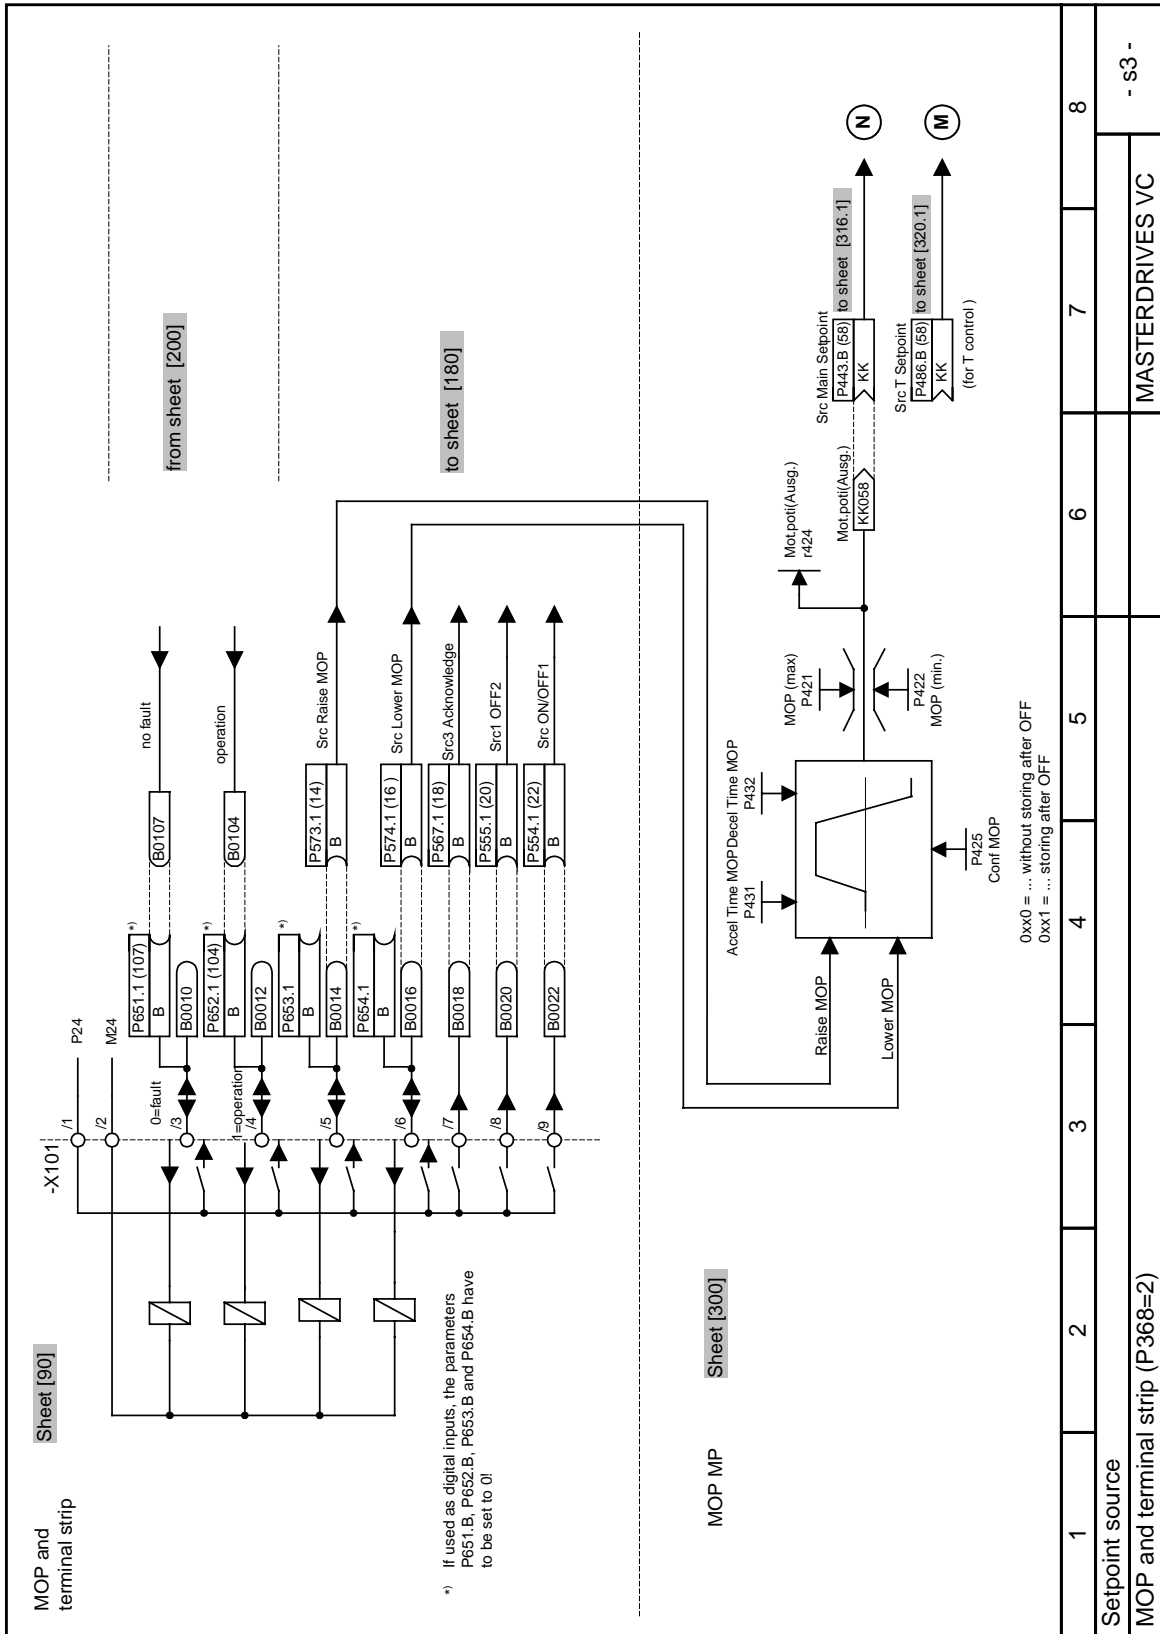 MOP and
terminal strip
Sheet [90]
-X101
/1
P24
/2
M24
0=fault
/3
P651.1 (107)
*)
B
B0010
B0107
no fault
from sheet [200]
1=operation
/4
P652.1 (104)
*)
B
B0012
B0104
operation
/5
P653.1
*)
B
B0014
P573.1 (14)
B
Src Raise MOP
/6
P654.1
*)
B
B0016
P574.1 (16 )
B
Src Lower MOP
to sheet [180]
/7
B0018
P567.1 (18)
B
Src3 Acknowledge
/8
B0020
P555.1 (20)
B
Src1 OFF2
/9
B0022
P554.1 (22)
B
Src ON/OFF1
*) If used as digital inputs, the parameters
P651.B, P652.B, P653.B and P654.B have
to be set to 0!
MOP MP
Sheet [300]
Raise MOP
Lower MOP
Accel Time MOP
P431
Decel Time MOP
P432
P425
Conf MOP
0xx0 = ... without storing after OFF
0xx1 = ... storing after OFF
MOP (max)
P421
P422
MOP (min.)
Mot.poti(Ausg.)
r424
Mot.poti(Ausg.)
KK058
Src Main Setpoint
P443.B (58)
KK
to sheet [316.1]
N
Src T Setpoint
P486.B (58)
KK
(for T control )
to sheet [320.1]
M
1 2 3 4 5 6 7 8
Setpoint source
- s3 -
MOP and terminal strip (P368=2)
MASTERDRIVES VC